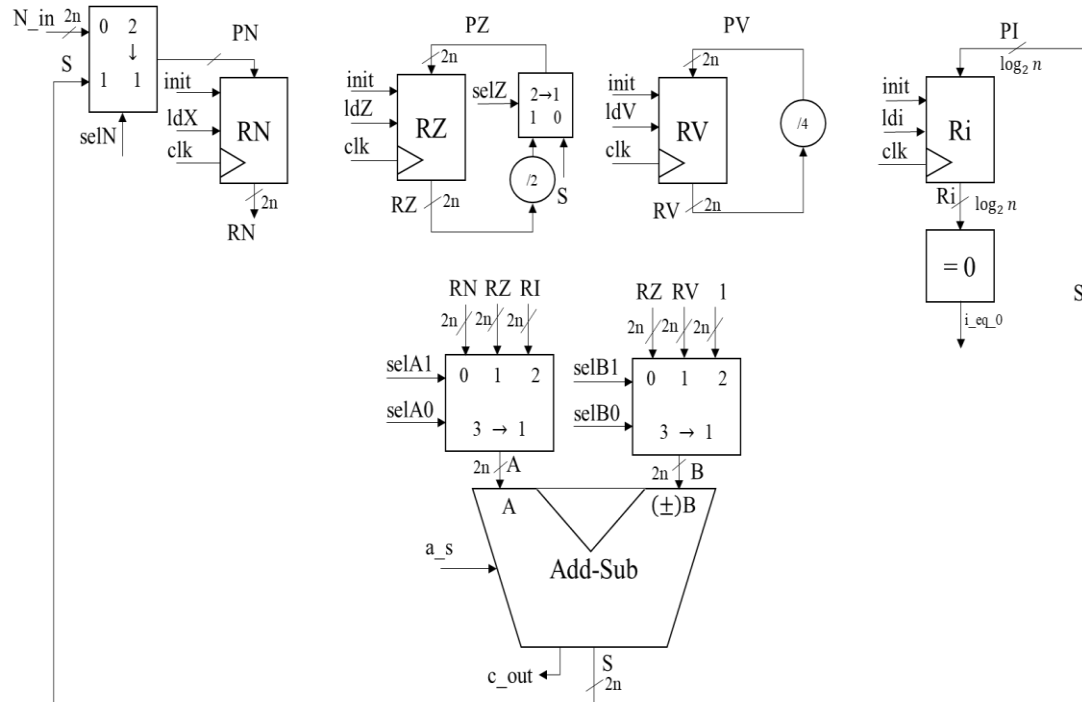 N_in 2n
0 2
↓
1 1
S
selN
PN
init
ldX
clk
RN
2n
RN
PZ
2n
init
ldZ
clk
RZ
selZ
2→1
1 0
/2
S
RZ 2n
PV
2n
init
ldV
clk
RV
/4
RV 2n
PI
log₂ n
init
ldi
clk
Ri
Ri
log₂ n
= 0
i_eq_0
S
RN RZ RI
2n 2n 2n
selA1
selA0
0 1 2
3 → 1
2n A
RZ RV 1
2n 2n 2n
selB1
selB0
0 1 2
3 → 1
2n B
A
(±)B
a_s
Add-Sub
c_out
S
2n